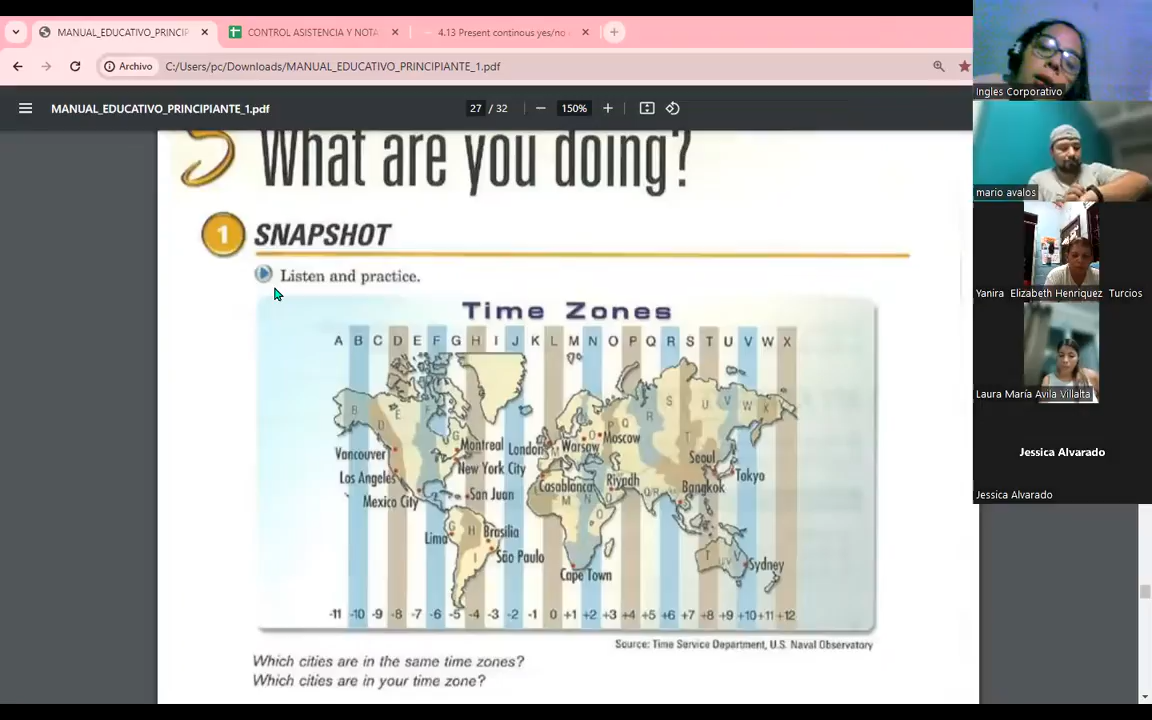 MANUAL_EDUCATIVO_PRINCIP
CONTROL ASISTENCIA Y NOTA
4.13 Present continous yes/no
Archivo
C:/Users/pc/Downloads/MANUAL_EDUCATIVO_PRINCIPIANTE_1.pdf
MANUAL_EDUCATIVO_PRINCIPIANTE_1.pdf
27 / 32
150%
5 What are you doing?
1 SNAPSHOT
Listen and practice.
Time Zones
A B C D E F G H I J K L M N O P Q R S T U V W X
B
D
E
F
G
M
O
P
Q
R
S
T
U
V
W
X
Vancouver
Los Angeles
Mexico City
Montreal
New York City
San Juan
Lima
Brasilia
São Paulo
London
Warsaw
Moscow
Casablanca
Riyadh
Cape Town
Seoul
Tokyo
Bangkok
Sydney
G
H
I
M
N
O
Q R
T
U
V
-11 -10 -9 -8 -7 -6 -5 -4 -3 -2 -1 0 +1 +2 +3 +4 +5 +6 +7 +8 +9 +10 +11 +12
Source: Time Service Department, U.S. Naval Observatory
Which cities are in the same time zones?
Which cities are in your time zone?
Ingles Corporativo
mario avalos
Yanira Elizabeth Henriquez Turcios
Laura María Avila Villalta
Jessica Alvarado
Jessica Alvarado